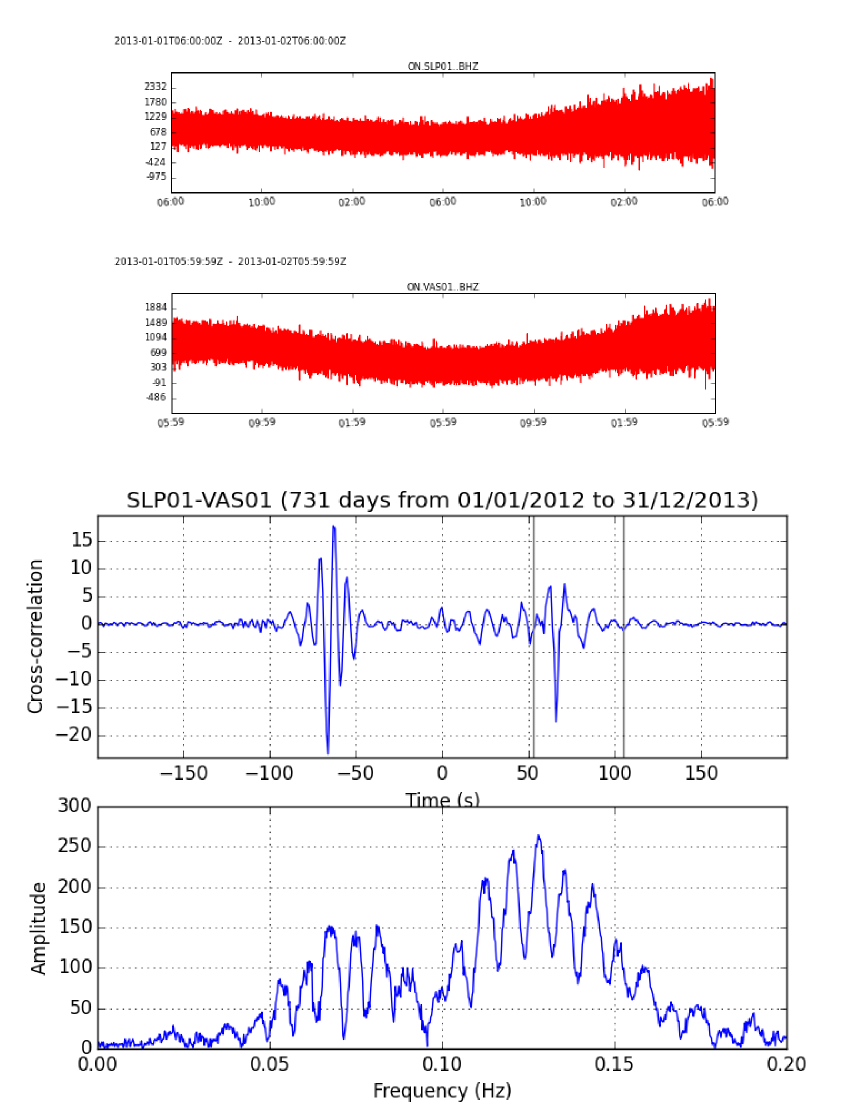 2013-01-01T06:00:00Z - 2013-01-02T06:00:00Z
ON.SLP01..BHZ
2332
1780
1229
678
127
-424
-975
06:00 10:00 02:00 06:00 10:00 02:00 06:00
2013-01-01T05:59:59Z - 2013-01-02T05:59:59Z
ON.VAS01..BHZ
1884
1489
1094
699
303
-91
-486
05:59 09:59 01:59 05:59 09:59 01:59 05:59
SLP01-VAS01 (731 days from 01/01/2012 to 31/12/2013)
Cross-correlation
15
10
5
0
−5
−10
−15
−20
−150 −100 −50 0 50 100 150
Time (s)
Amplitude
300
250
200
150
100
50
0
0.00 0.05 0.10 0.15 0.20
Frequency (Hz)